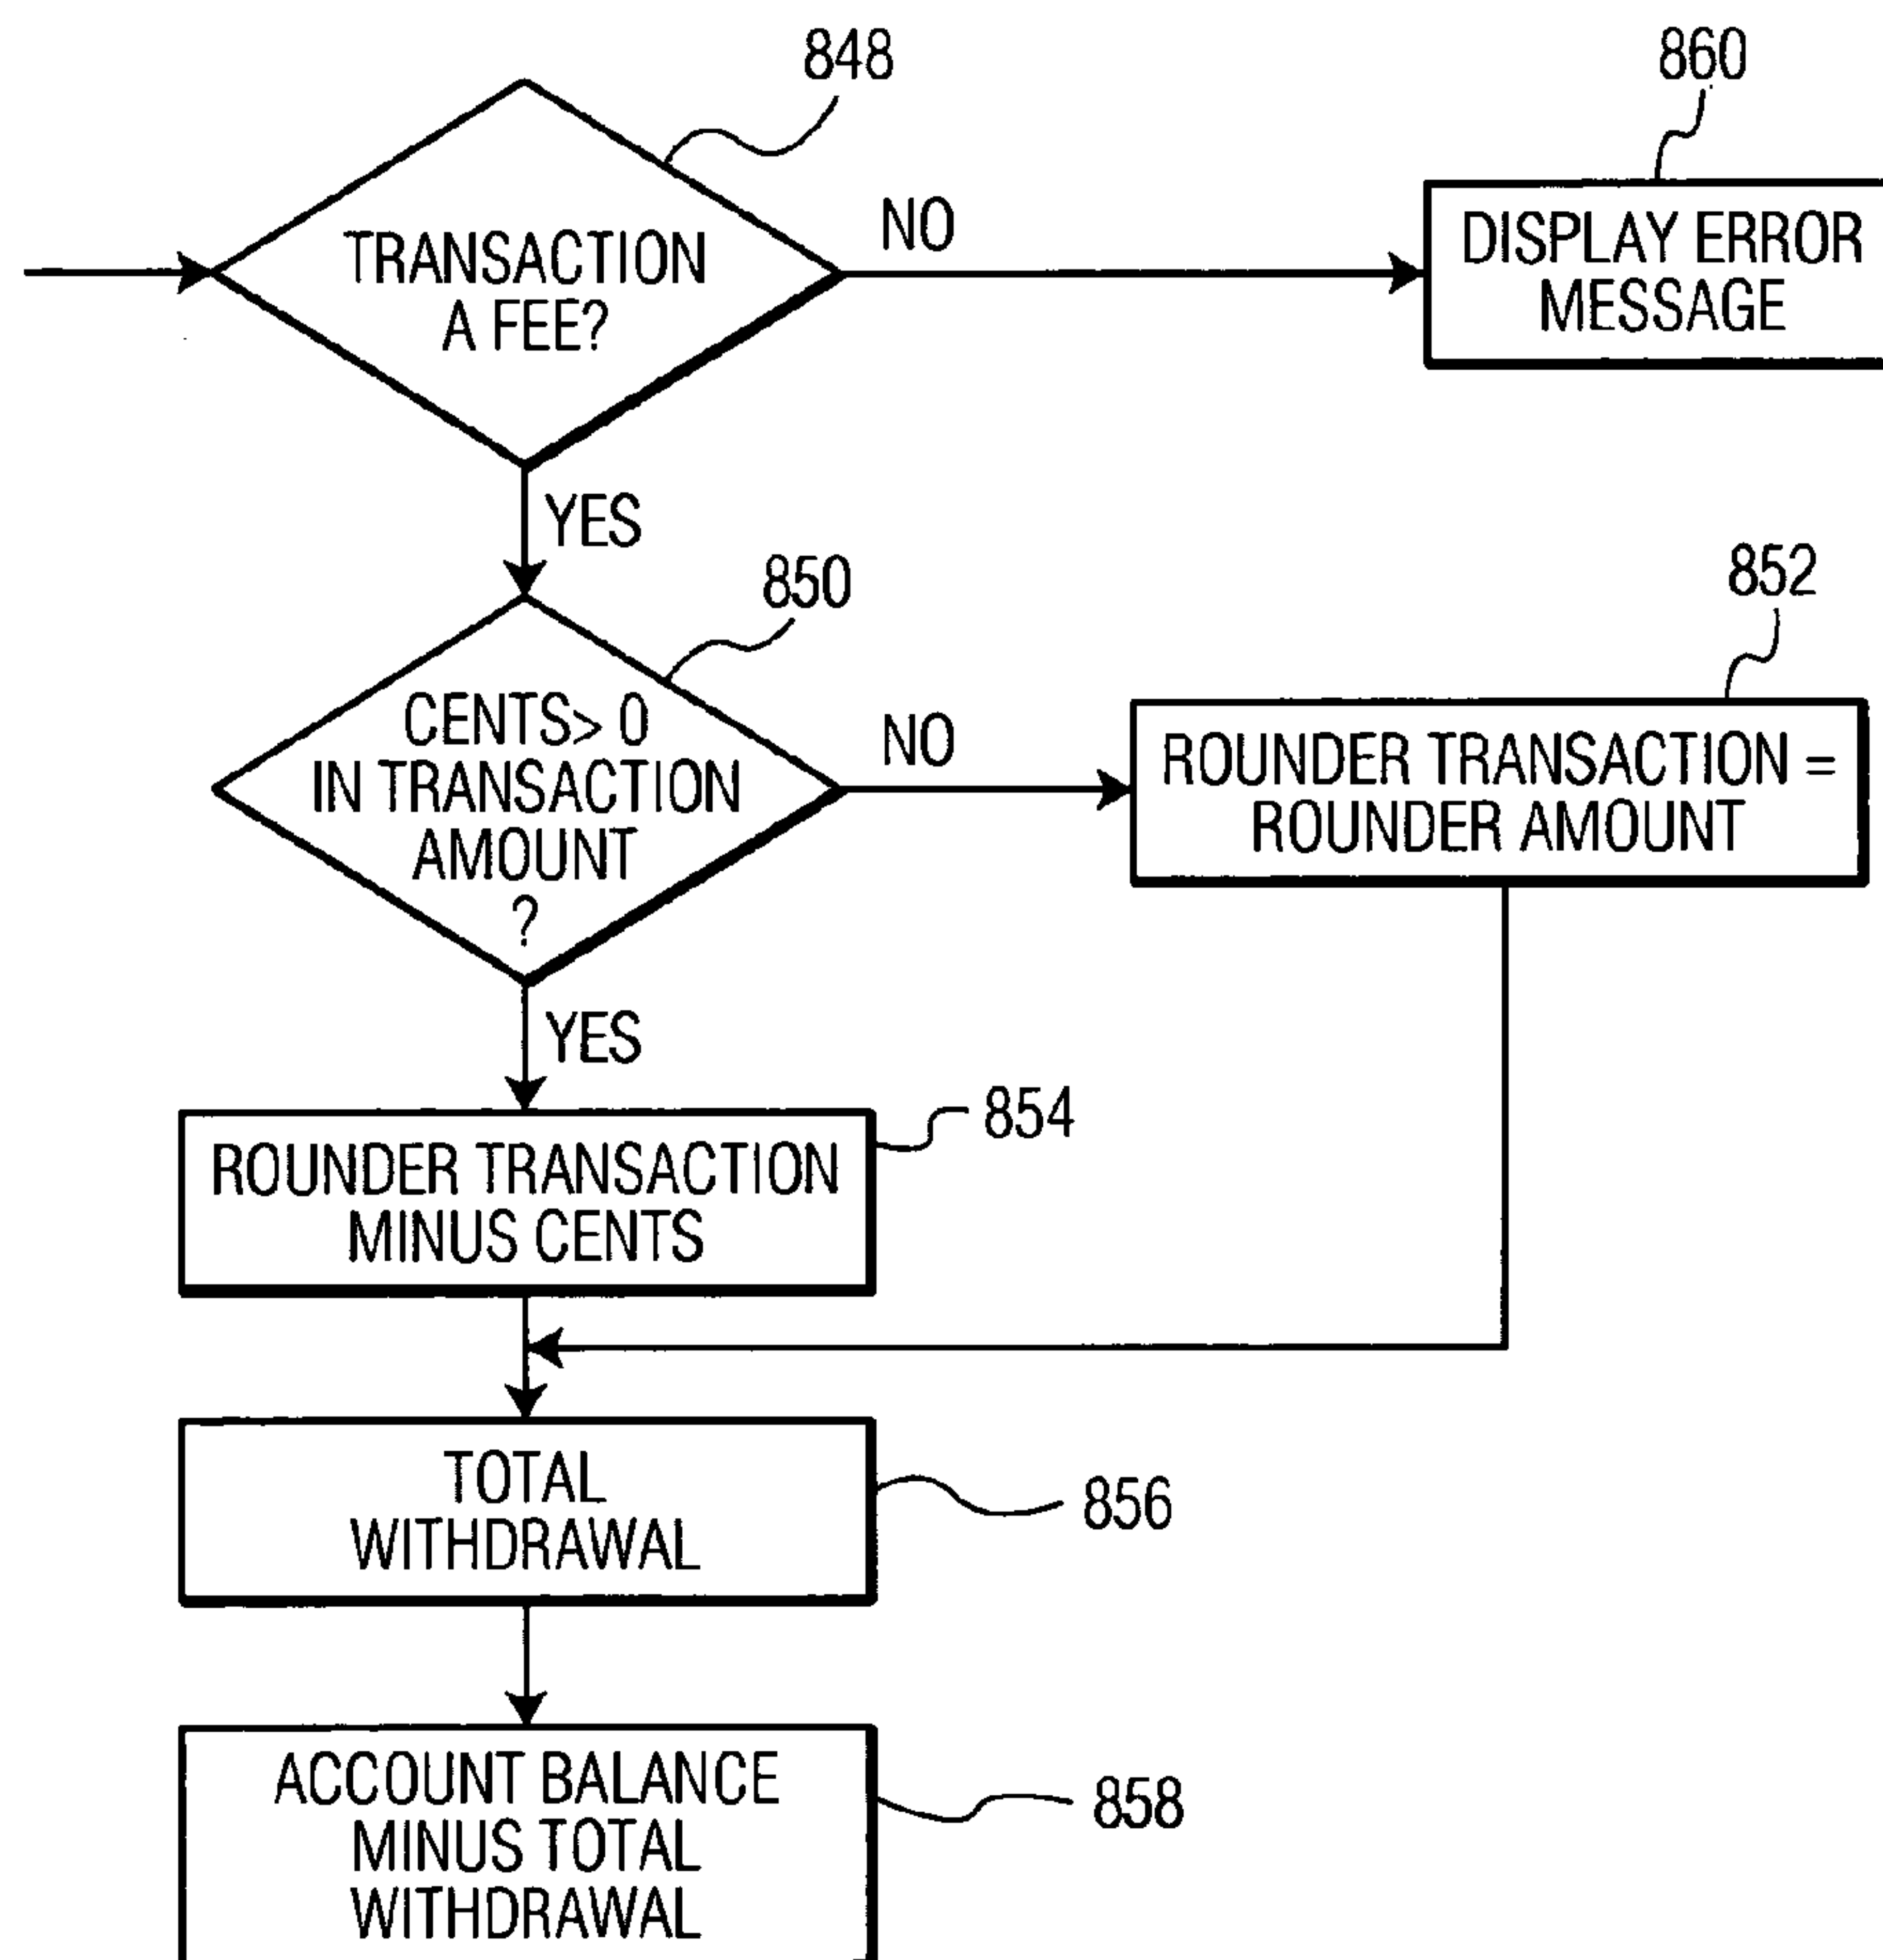 848
860
TRANSACTION
A FEE?
NO
DISPLAY ERROR
MESSAGE
YES
850
852
CENTS> 0
IN TRANSACTION
AMOUNT
?
NO
ROUNDER TRANSACTION =
ROUNDER AMOUNT
YES
854
ROUNDER TRANSACTION
MINUS CENTS
TOTAL
WITHDRAWAL
856
ACCOUNT BALANCE
MINUS TOTAL
WITHDRAWAL
858